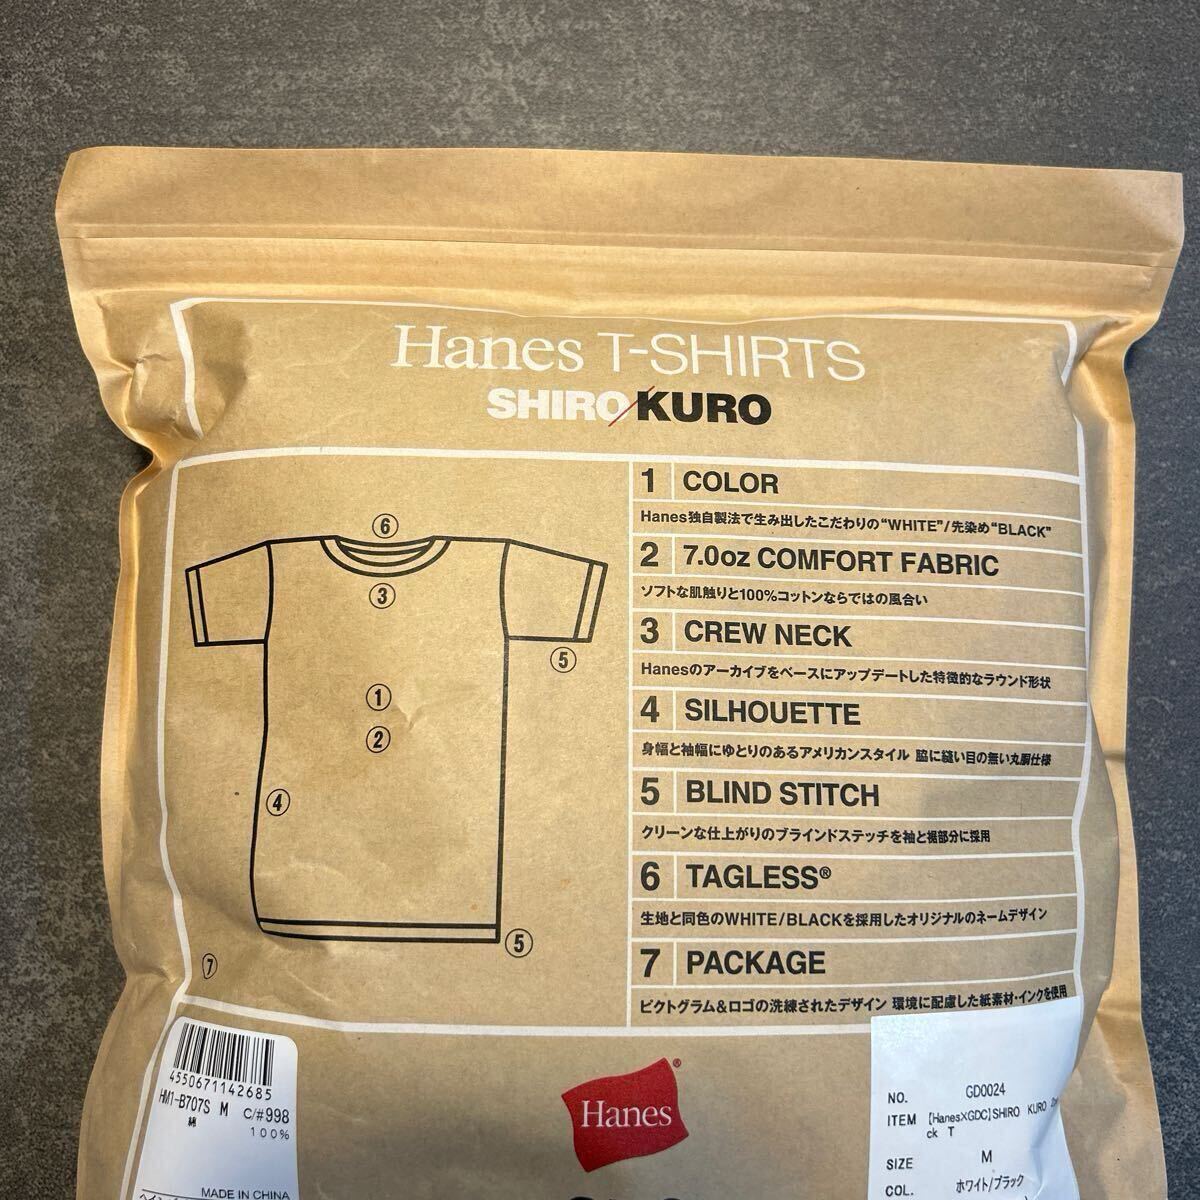 Hanes T-SHIRTS
SHIRO/KURO
1 COLOR
Hanes独自製法で生み出したこだわりの“WHITE”/先染め“BLACK”
2 7.0oz COMFORT FABRIC
ソフトな肌触りと100%コットンならではの風合い
3 CREW NECK
Hanesのアーカイブをベースにアップデートした特徴的なラウンド形状
4 SILHOUETTE
身幅と袖幅にゆとりのあるアメリカンスタイル 脇に縫い目の無い丸胴仕様
5 BLIND STITCH
クリーンな仕上がりのブラインドステッチを袖と裾部分に採用
6 TAGLESS®
生地と同色のWHITE/BLACKを採用したオリジナルのネームデザイン
7 PACKAGE
ピクトグラム&ロゴの洗練されたデザイン 環境に配慮した紙素材・インクを使用
⑥
③
⑤
①
②
④
⑤
⑦
4550671142685
HM1-B707S M C/#998
綿 100%
MADE IN CHINA
Hanes®
NO. GD0024
ITEM 【HanesXGDC】SHIRO KURO
ck T
SIZE M
COL. ホワイト/ブラック